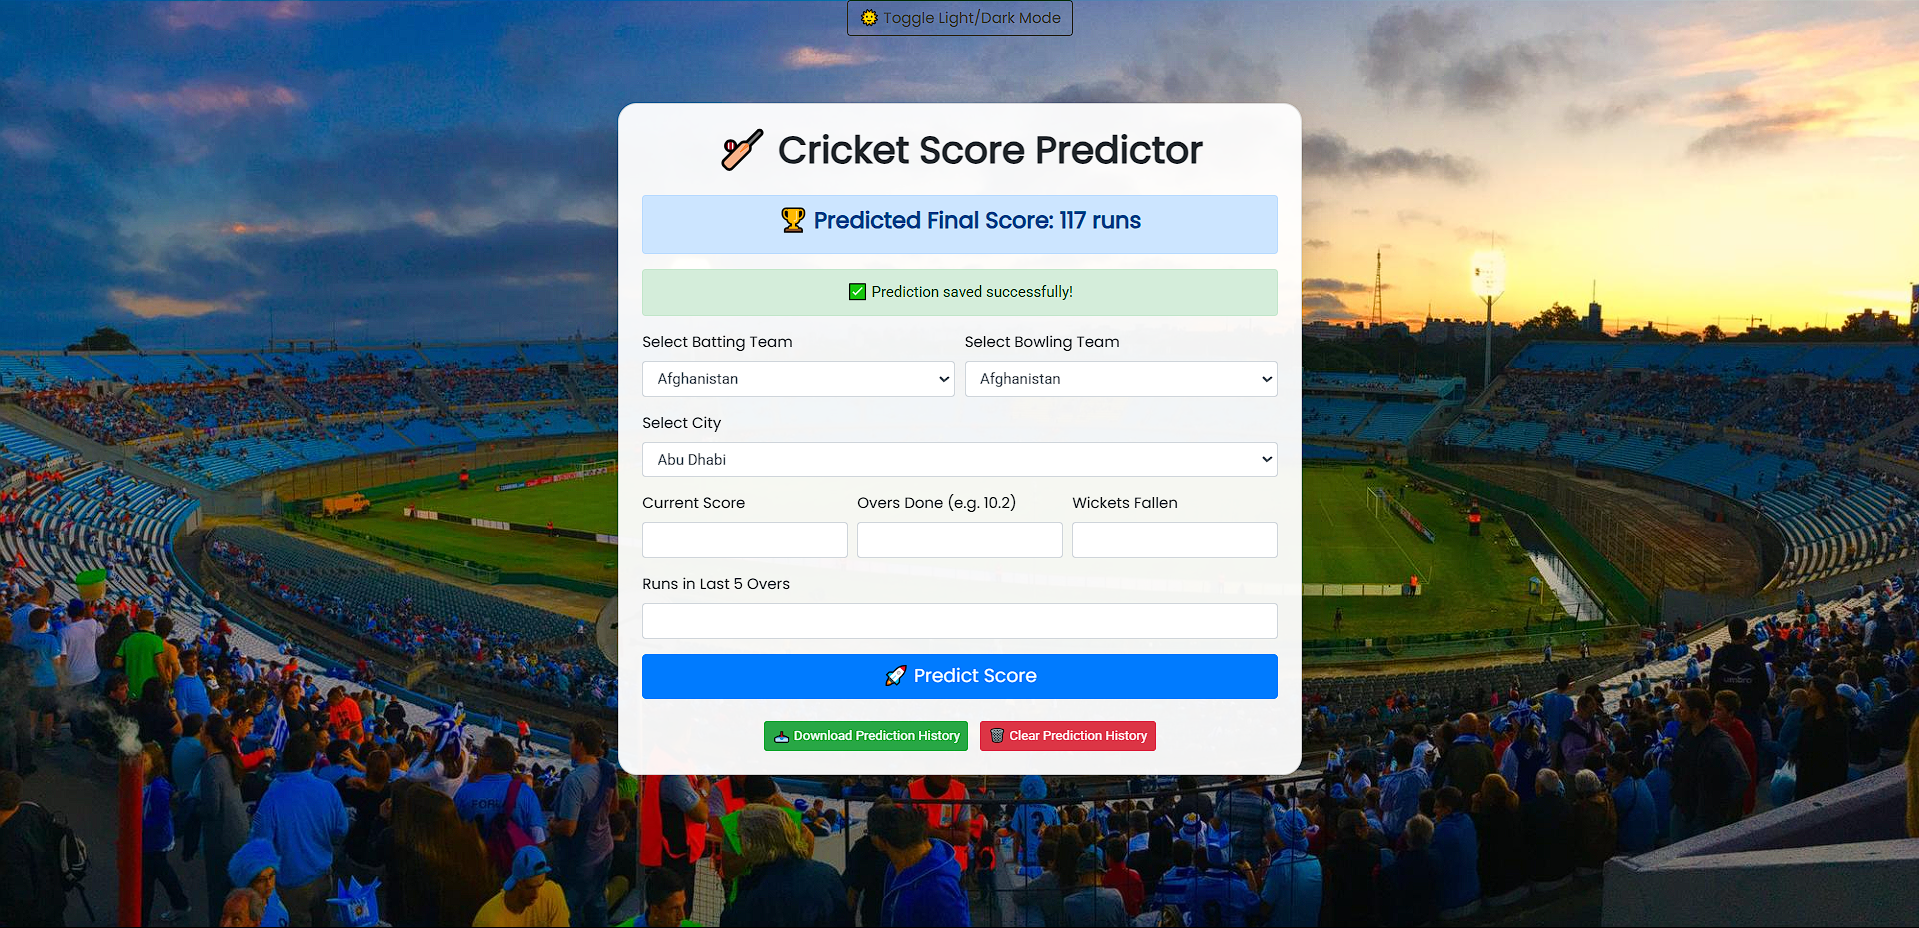 🌞 Toggle Light/Dark Mode
🏏 Cricket Score Predictor
🏆 Predicted Final Score: 117 runs
✅ Prediction saved successfully!
Select Batting Team Select Bowling Team
Afghanistan Afghanistan
Select City
Abu Dhabi
Current Score Overs Done (e.g. 10.2) Wickets Fallen
Runs in Last 5 Overs
🚀 Predict Score
📥 Download Prediction History 🗑️ Clear Prediction History
umbro